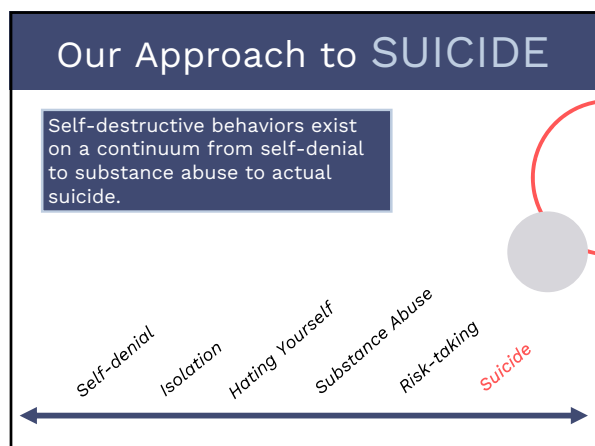 Our Approach to SUICIDE
Self-destructive behaviors exist
on a continuum from self-denial
to substance abuse to actual
suicide.
Self-denial
Isolation
Hating Yourself
Substance Abuse
Risk-taking
Suicide